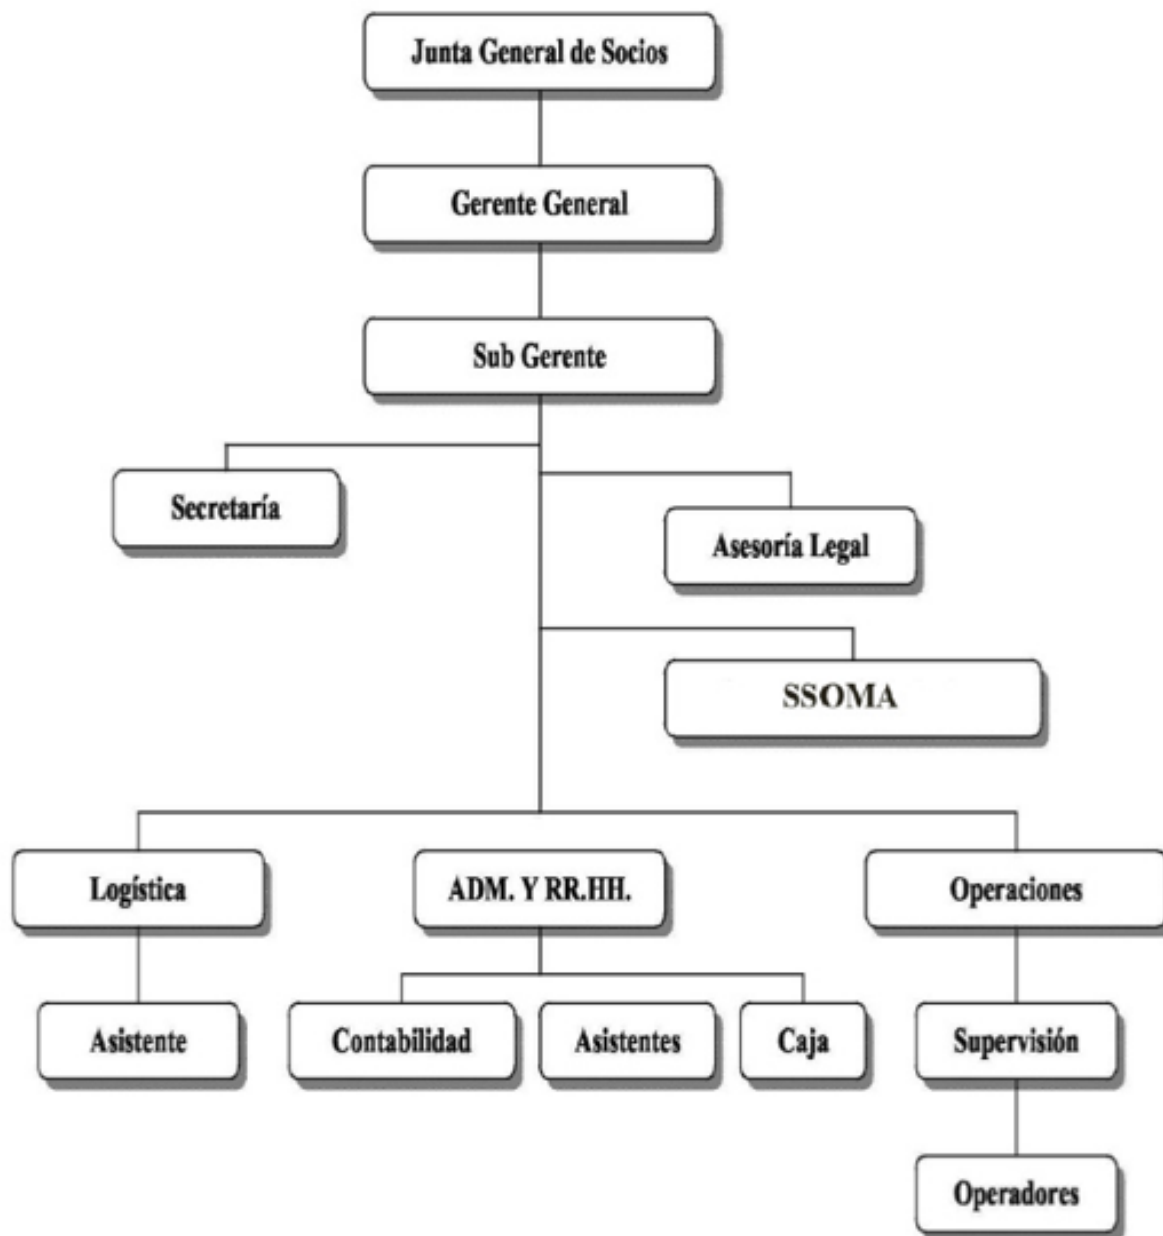 Junta General de Socios
Gerente General
Sub Gerente
Secretaría
Asesoría Legal
SSOMA
Logística
ADM. Y RR.HH.
Operaciones
Asistente
Contabilidad
Asistentes
Caja
Supervisión
Operadores